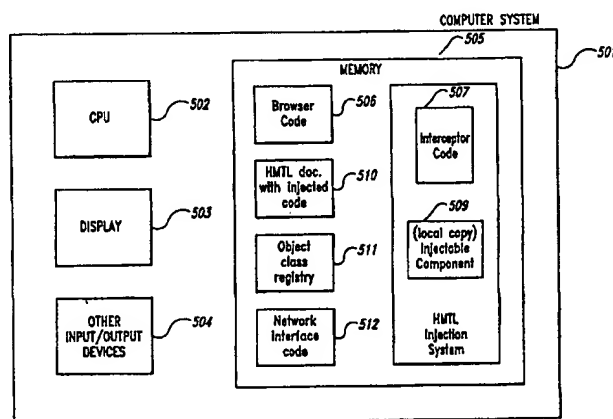 COMPUTER SYSTEM
505
501
MEMORY
CPU
502
Browser
Code
506
507
Interceptor
Code
HMTL doc.
with injected
code
510
DISPLAY
503
509
(local copy)
Injectable
Component
Object
class
registry
511
OTHER
INPUT/OUTPUT
DEVICES
504
Network
interface
code
512
HMTL
Injection
System